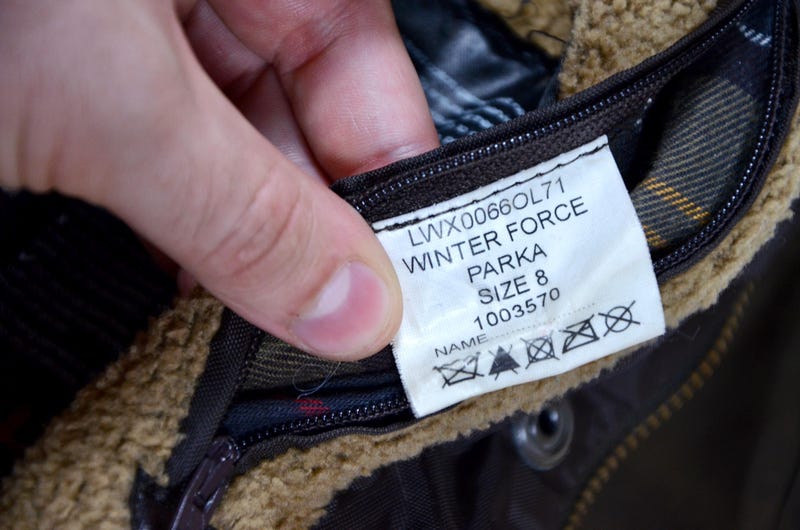 LWX0066OL71
WINTER FORCE
PARKA
SIZE 8
1003570
NAME